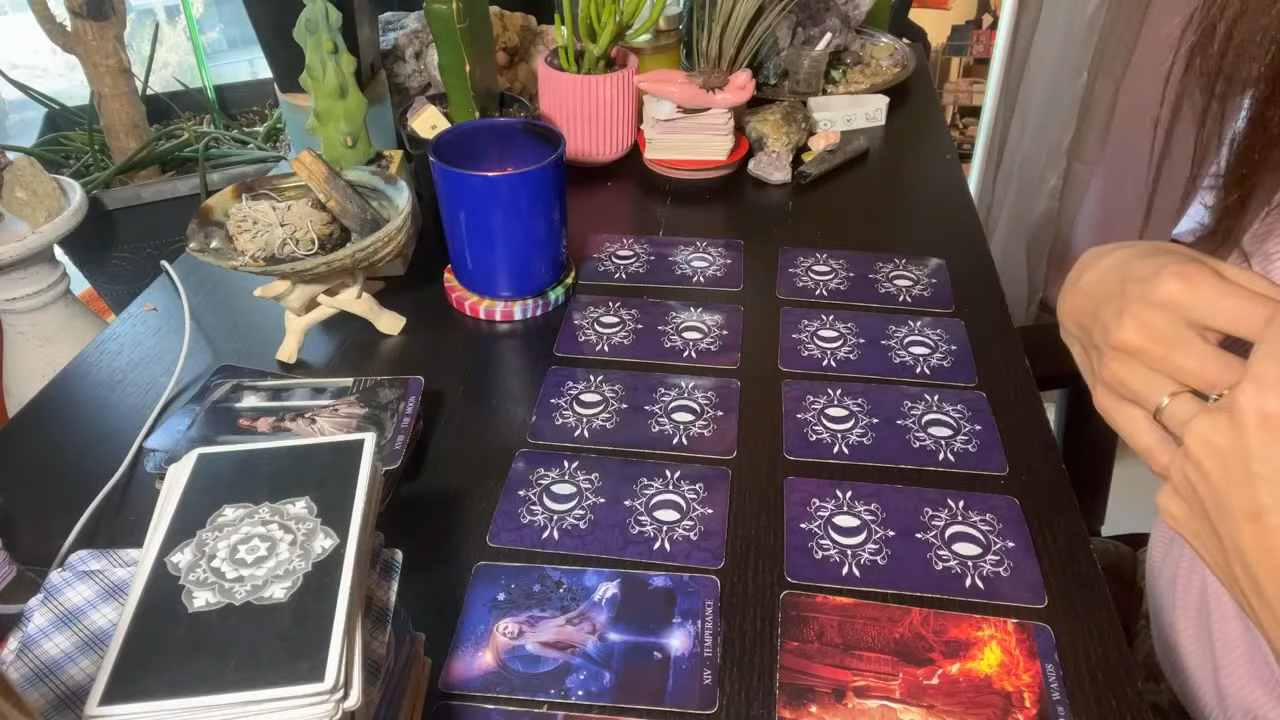 XVIII · THE MOON
XIV · TEMPERANCE
OF WANDS